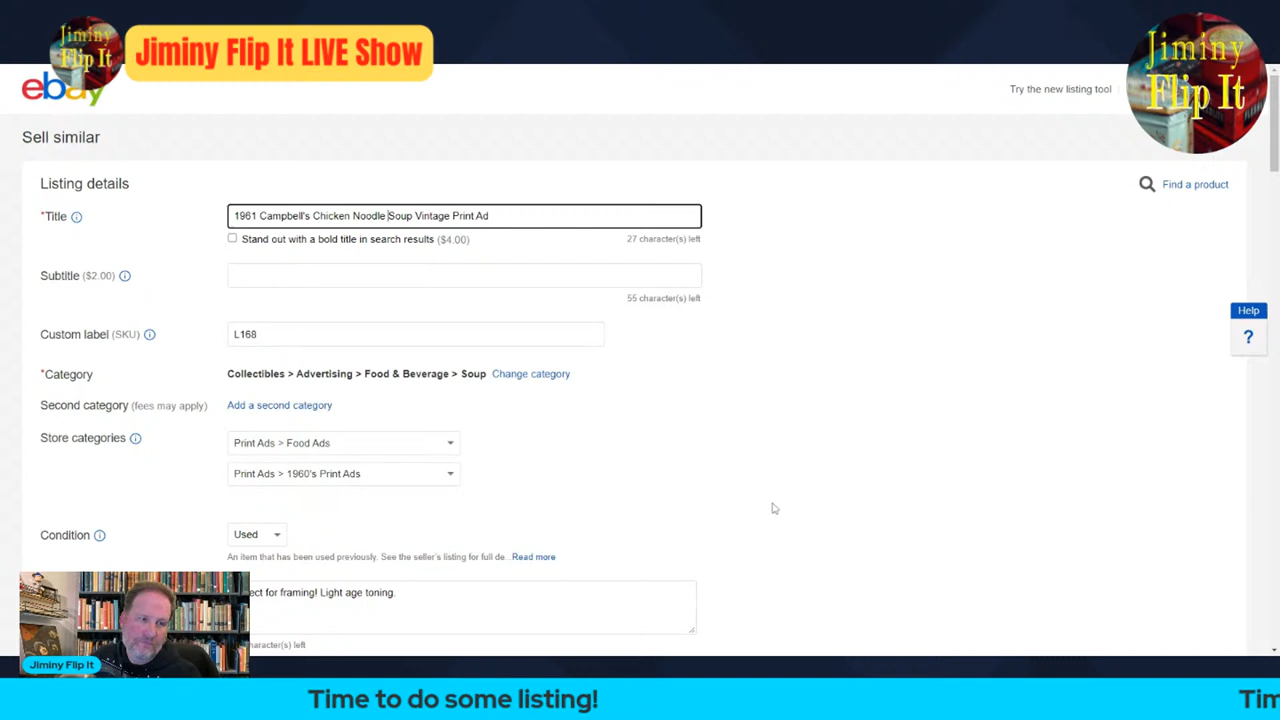 Jiminy Flip It
Jiminy Flip It LIVE Show
Jiminy Flip It
ebay
Try the new listing tool
Sell similar
Listing details
Find a product
*Title
1961 Campbell's Chicken Noodle Soup Vintage Print Ad
Stand out with a bold title in search results ($4.00)
27 character(s) left
Subtitle ($2.00)
55 character(s) left
Help
?
Custom label (SKU)
L168
*Category
Collectibles > Advertising > Food & Beverage > Soup Change category
Second category (fees may apply)
Add a second category
Store categories
Print Ads > Food Ads
Print Ads > 1960's Print Ads
Condition
Used
An item that has been used previously. See the seller's listing for full de... Read more
ect for framing! Light age toning.
haracter(s) left
Jiminy Flip It
Time to do some listing!
Tim